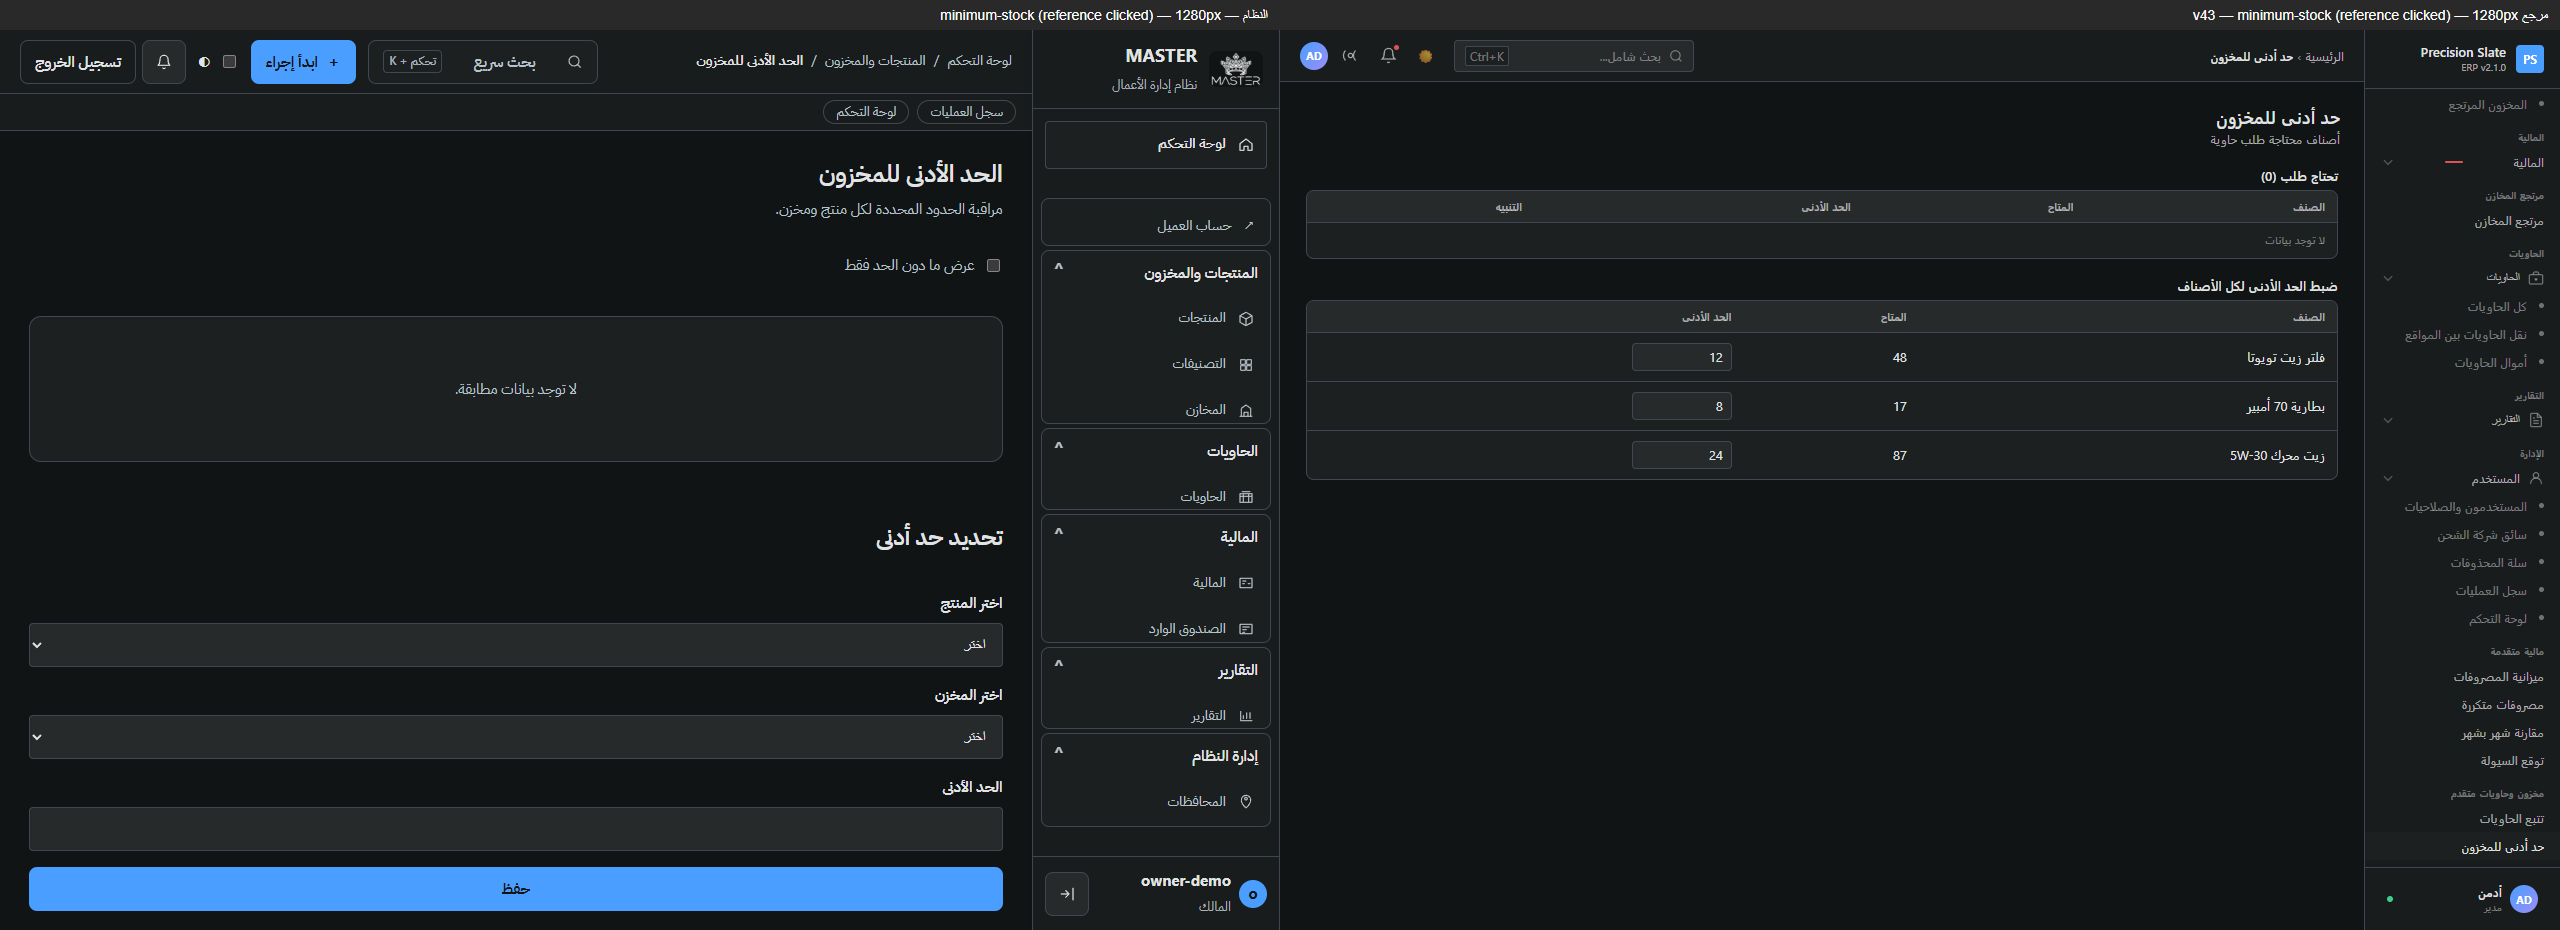 مرجع v43 — minimum-stock (reference clicked) — 1280px
PS
Precision Slate
ERP v2.1.0
المخزون المرتجع
المالية
المالية
مرتجع المخازن
مرتجع المخازن
الحاويات
الحاويات
كل الحاويات
نقل الحاويات بين المواقع
أموال الحاويات
التقارير
التقارير
الإدارة
المستخدم
المستخدمون والصلاحيات
سائق شركة الشحن
سلة المحذوفات
سجل العمليات
لوحة التحكم
مالية متقدمة
ميزانية المصروفات
مصروفات متكررة
مقارنة شهر بشهر
توقع السيولة
مخزون وحاويات متقدم
تتبع الحاويات
حد أدنى للمخزون
AD
أدمن
مدير
الرئيسية › حد أدنى للمخزون
بحث شامل...
Ctrl+K
AD
حد أدنى للمخزون
أصناف محتاجة طلب حاوية
تحتاج طلب (0)
الصنف المتاح الحد الأدنى التنبيه
لا توجد بيانات
ضبط الحد الأدنى لكل الأصناف
الصنف المتاح الحد الأدنى
فلتر زيت تويوتا 48 12
بطارية 70 أمبير 17 8
زيت محرك 5W-30 87 24
النظام — minimum-stock (reference clicked) — 1280px
MASTER
MASTER
نظام إدارة الأعمال
لوحة التحكم
حساب العميل
المنتجات والمخزون
المنتجات
التصنيفات
المخازن
الحاويات
الحاويات
المالية
المالية
الصندوق الوارد
التقارير
التقارير
إدارة النظام
المحافظات
o
owner-demo
المالك
لوحة التحكم / المنتجات والمخزون / الحد الأدنى للمخزون
بحث سريع
تحكم + K
+ ابدأ إجراء
تسجيل الخروج
سجل العمليات
لوحة التحكم
الحد الأدنى للمخزون
مراقبة الحدود المحددة لكل منتج ومخزن.
عرض ما دون الحد فقط
لا توجد بيانات مطابقة.
تحديد حد أدنى
اختر المنتج
اختر
اختر المخزن
اختر
الحد الأدنى
حفظ